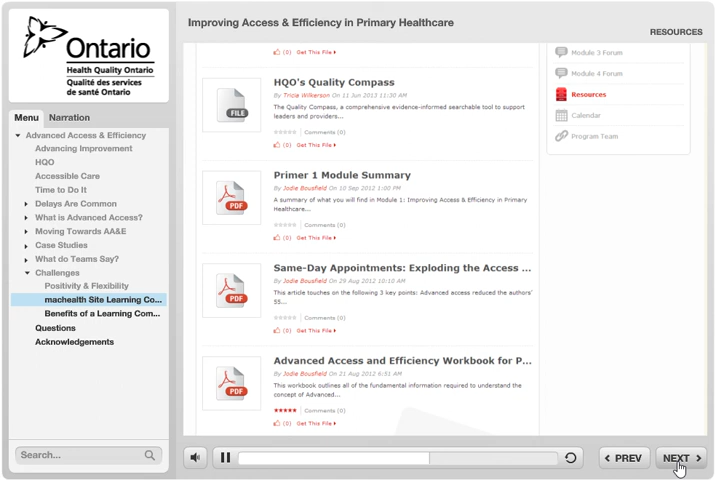 Improving Access & Efficiency in Primary Healthcare
RESOURCES
Ontario
Health Quality Ontario
Qualité des services
de santé Ontario
Menu Narration
Advanced Access & Efficiency
Advancing Improvement
HQO
Accessible Care
Time to Do It
Delays Are Common
What is Advanced Access?
Moving Towards AA&E
Case Studies
What do Teams Say?
Challenges
Positivity & Flexibility
machealth Site Learning Co...
Benefits of a Learning Com...
Questions
Acknowledgements
Search...
(0) Get This File
HQO's Quality Compass
By Tricia Wilkerson On 11 Jun 2013 11:30 AM
The Quality Compass, a comprehensive evidence-informed searchable tool to support
leaders and providers...
Comments (0)
(0) Get This File
FILE
Primer 1 Module Summary
By Jodie Bousfield On 10 Sep 2012 1:00 PM
A summary of what you will find in Module 1: Improving Access & Efficiency in Primary
Healthcare...
Comments (0)
(0) Get This File
PDF
Same-Day Appointments: Exploding the Access ...
By Jodie Bousfield On 29 Aug 2012 10:10 AM
This article touches on the following 3 key points: Advanced access reduced the authors'
55...
Comments (0)
(0) Get This File
PDF
Advanced Access and Efficiency Workbook for P...
By Jodie Bousfield On 21 Aug 2012 6:51 AM
This workbook outlines all of the fundamental information required to understand the
concept of Advanced...
Comments (0)
(0) Get This File
PDF
Module 3 Forum
Module 4 Forum
Resources
Calendar
Program Team
PREV
NEXT